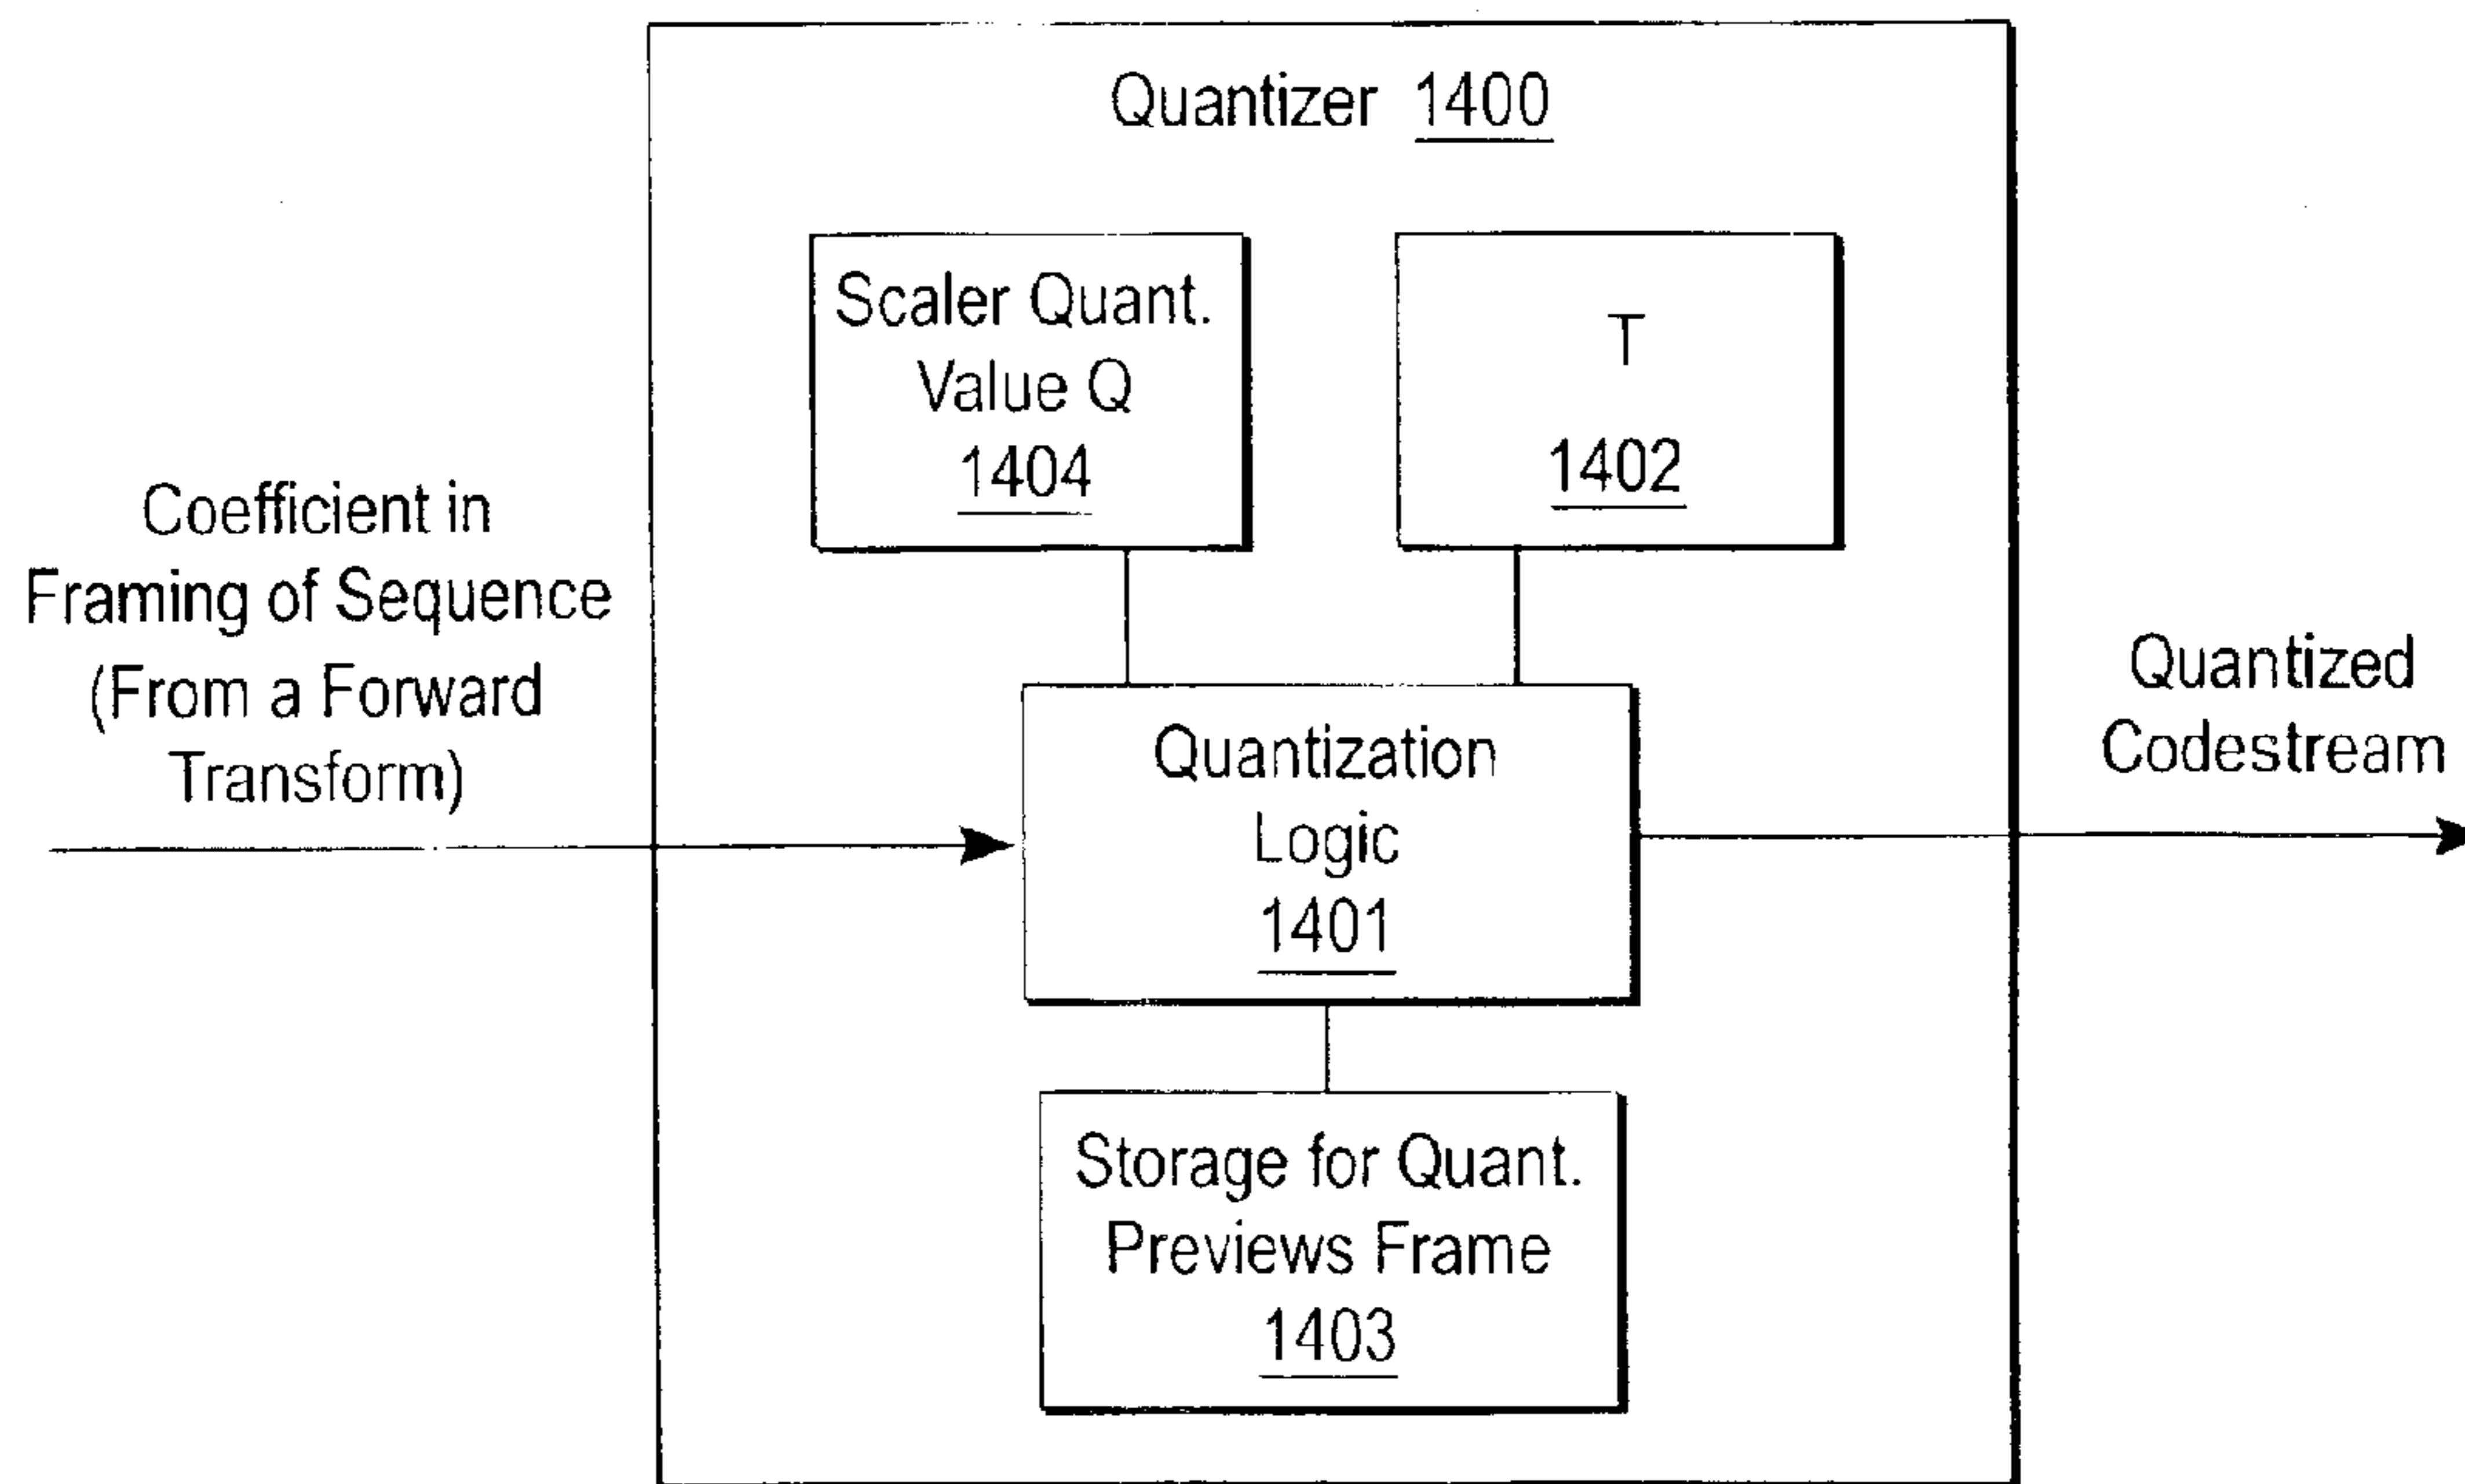 Quantizer 1400
Scaler Quant.
Value Q
1404
T
1402
Coefficient in
Framing of Sequence
(From a Forward
Transform)
Quantization
Logic
1401
Quantized
Codestream
Storage for Quant.
Previews Frame
1403